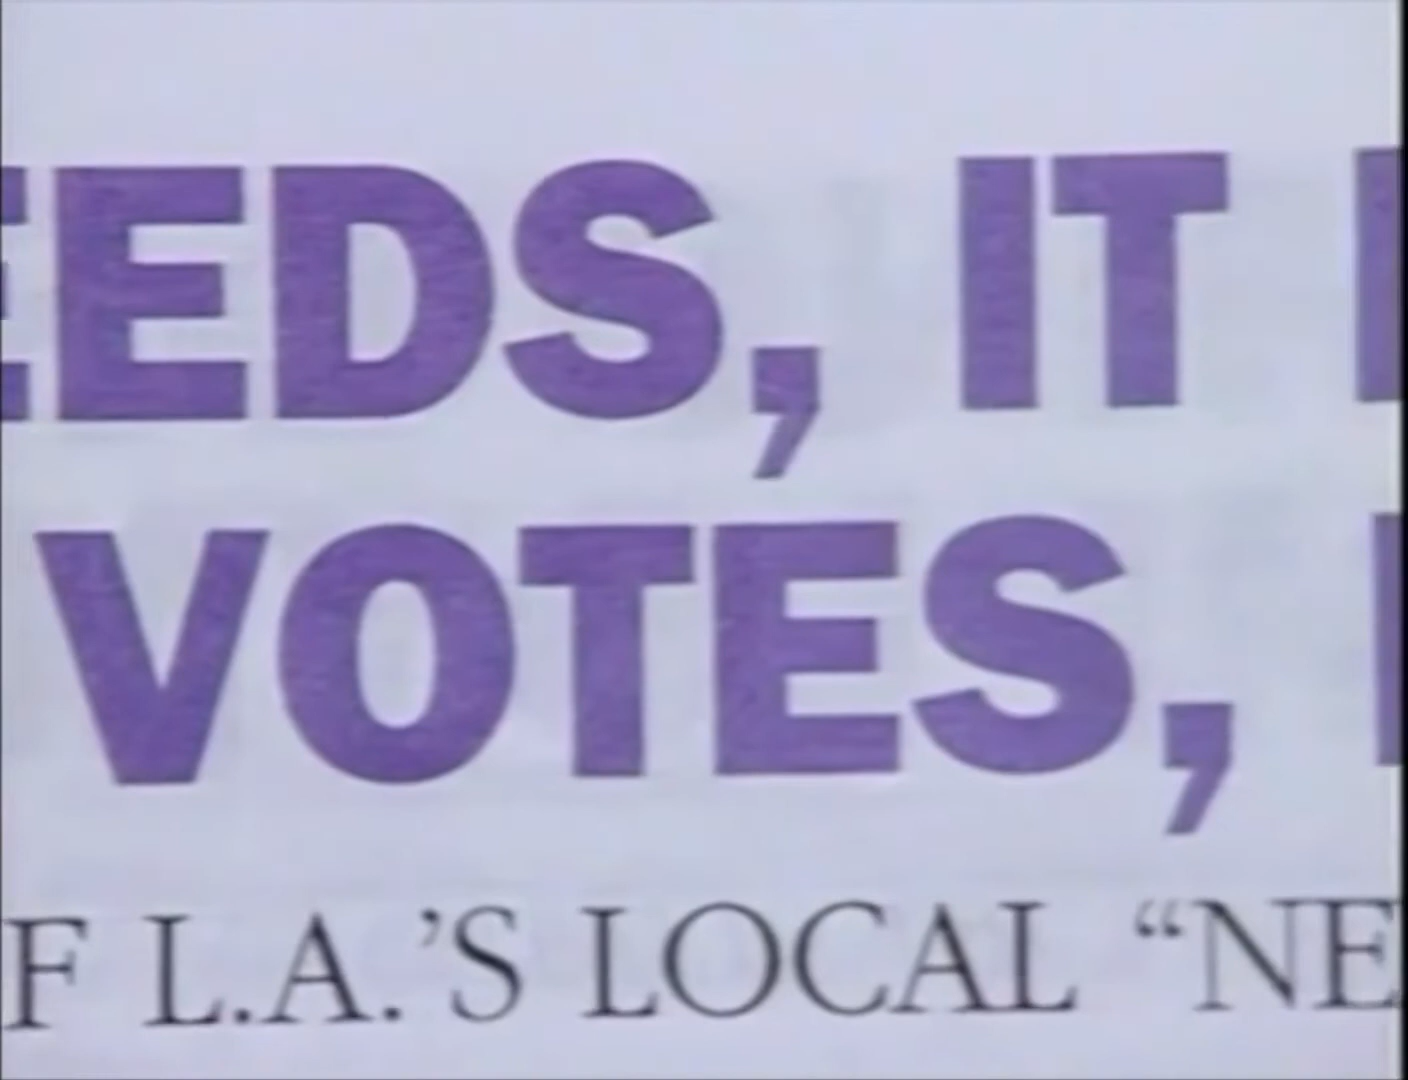 EEDS, IT
VOTES,
F L.A.'S LOCAL “NE